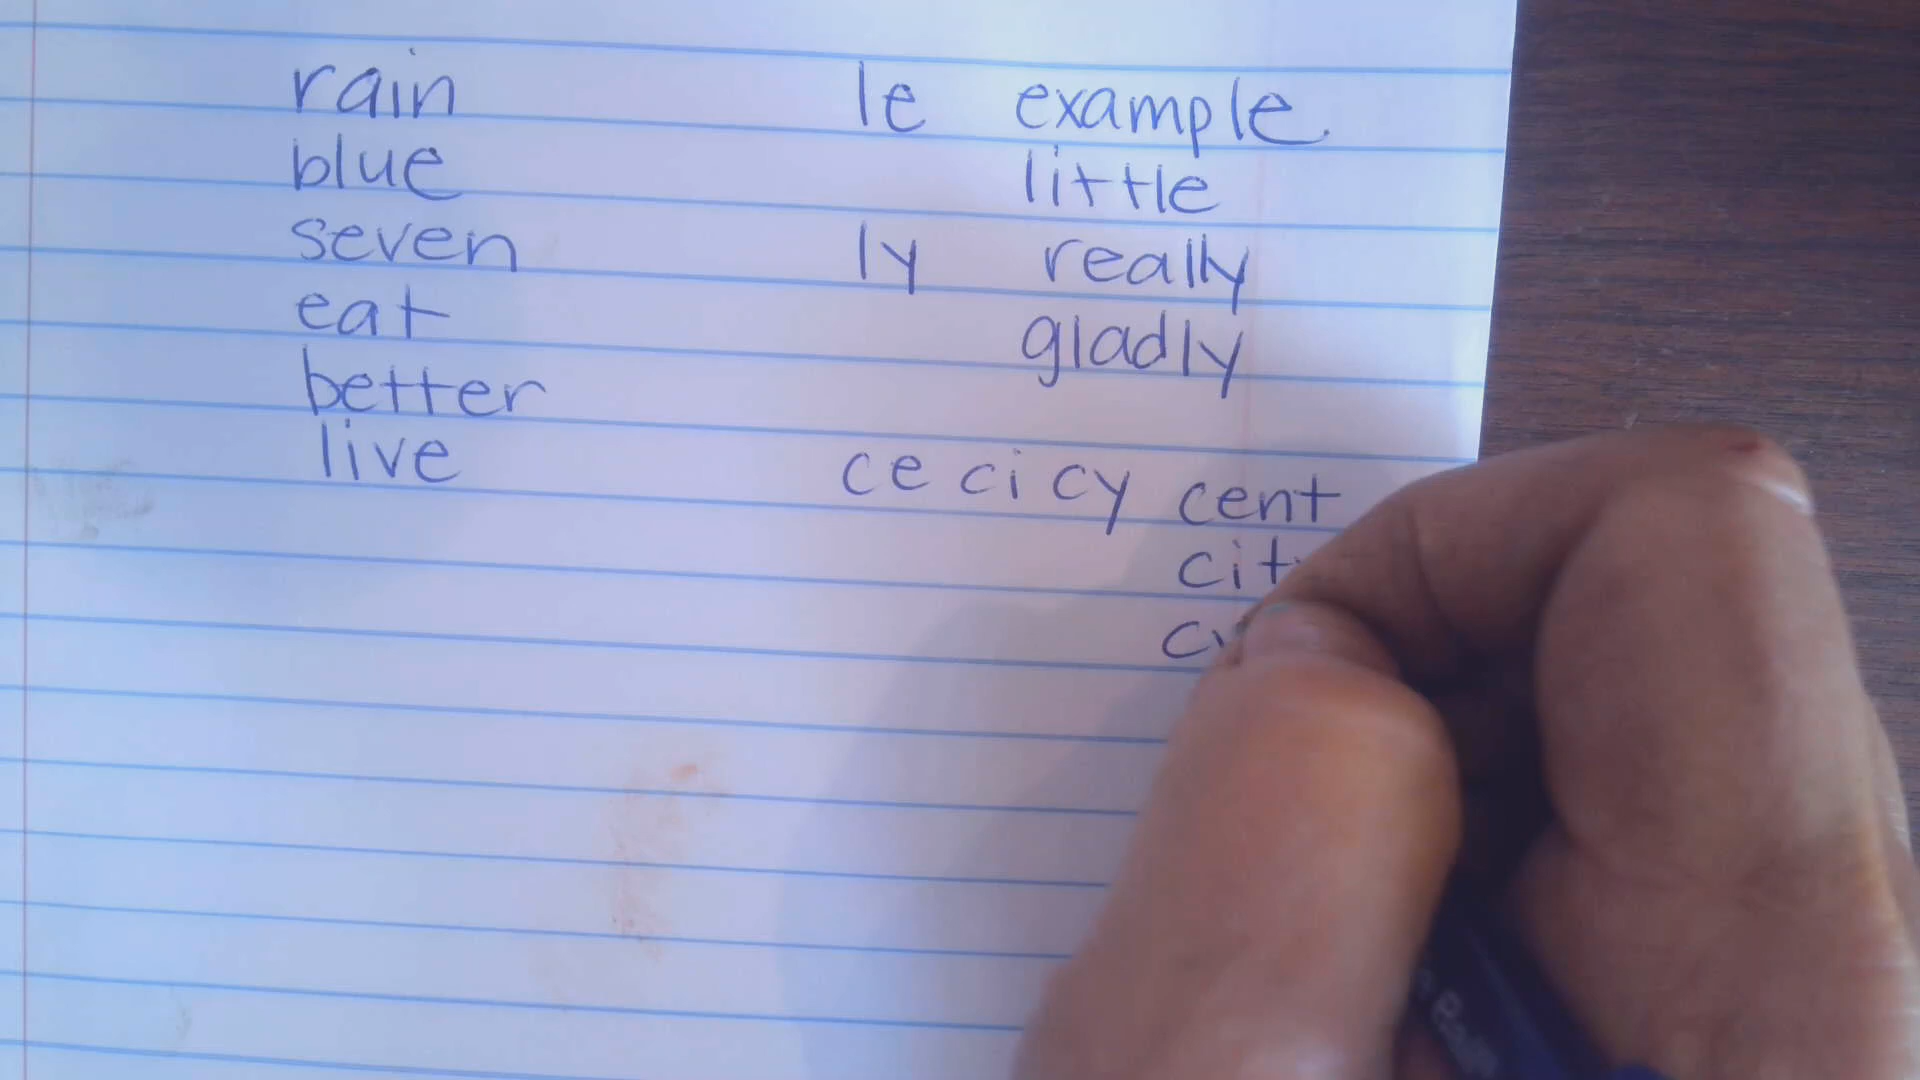 rain
blue
seven
eat
better
live
le example
little
ly really
gladly
ce ci cy cent